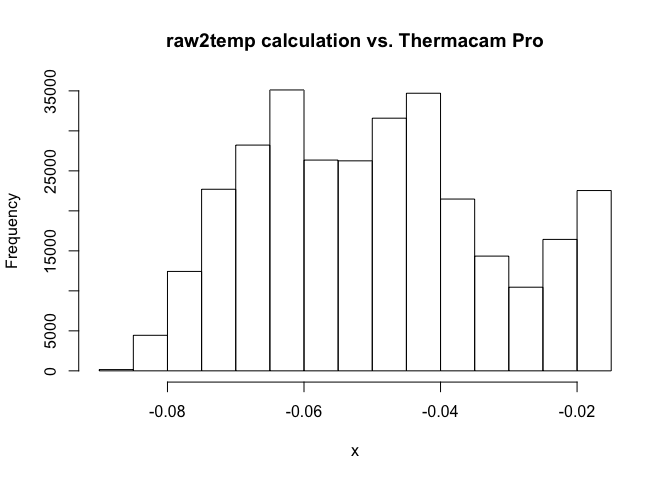 raw2temp calculation vs. Thermacam Pro
Frequency
35000
25000
15000
5000
0
-0.08 -0.06 -0.04 -0.02
x